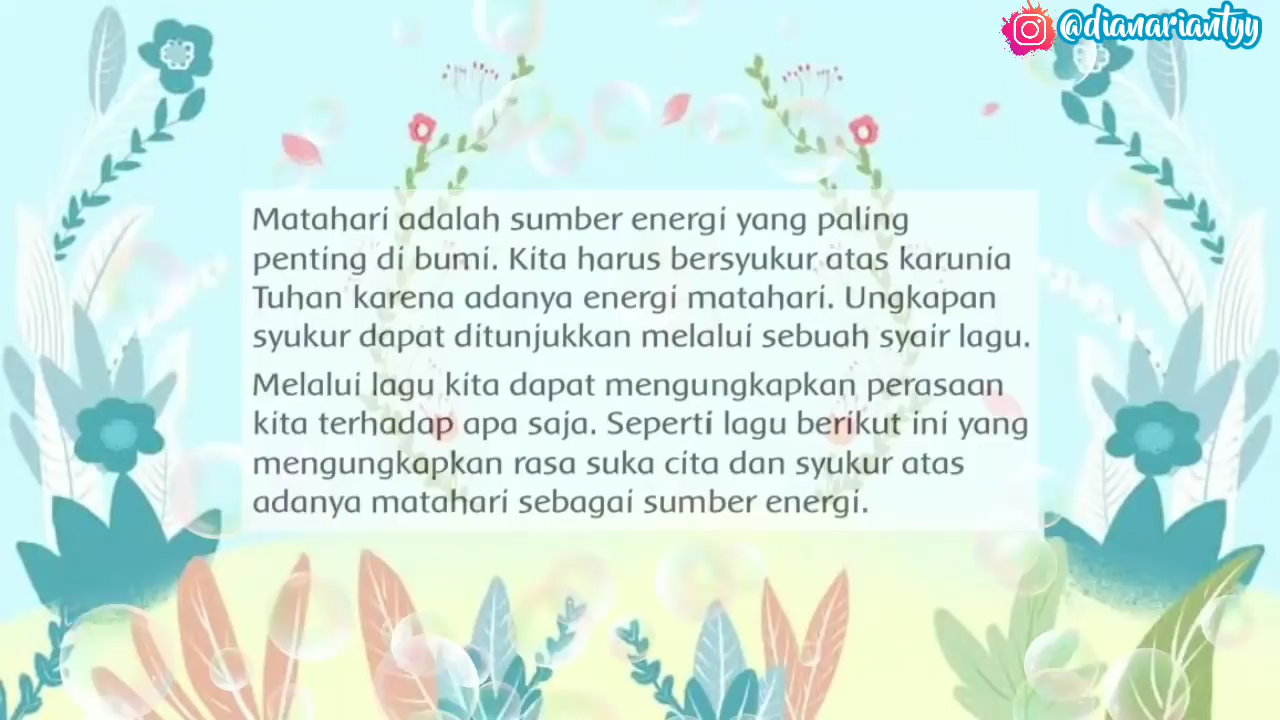 @dianariantyy
Matahari adalah sumber energi yang paling
penting di bumi. Kita harus bersyukur atas karunia
Tuhan karena adanya energi matahari. Ungkapan
syukur dapat ditunjukkan melalui sebuah syair lagu.
Melalui lagu kita dapat mengungkapkan perasaan
kita terhadap apa saja. Seperti lagu berikut ini yang
mengungkapkan rasa suka cita dan syukur atas
adanya matahari sebagai sumber energi.